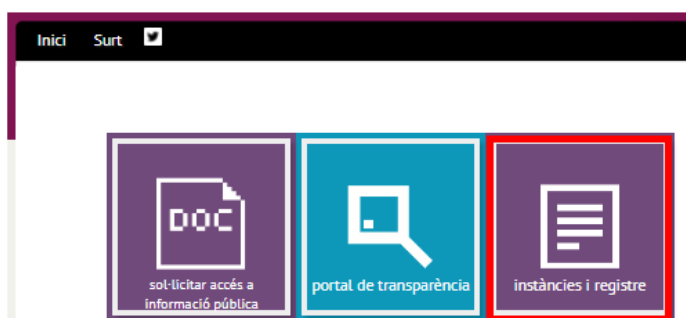 Inici Surt
DOC
sol·licitar accés a
informació pública
portal de transparència
instàncies i registre